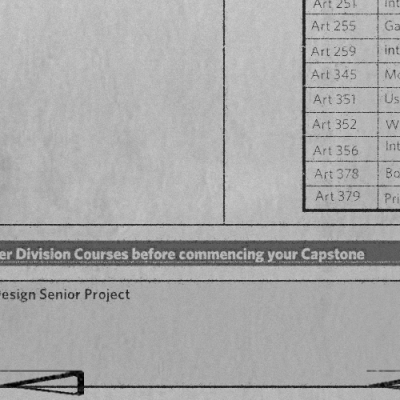 Art 251
Art 255 Ga
Art 259 int
Art 345 Mo
Art 351 Us
Art 352 W
Art 356 Int
Art 378 Bo
Art 379 Pri
er Division Courses before commencing your Capstone
esign Senior Project